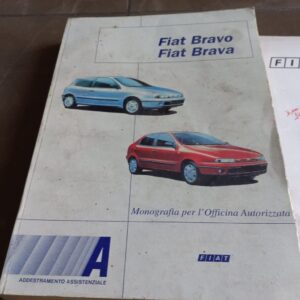 Fiat Bravo
Fiat Brava
Monografia per l'Officina Autorizzata
A
ADDESTRAMENTO ASSISTENZIALE
FIAT
F I